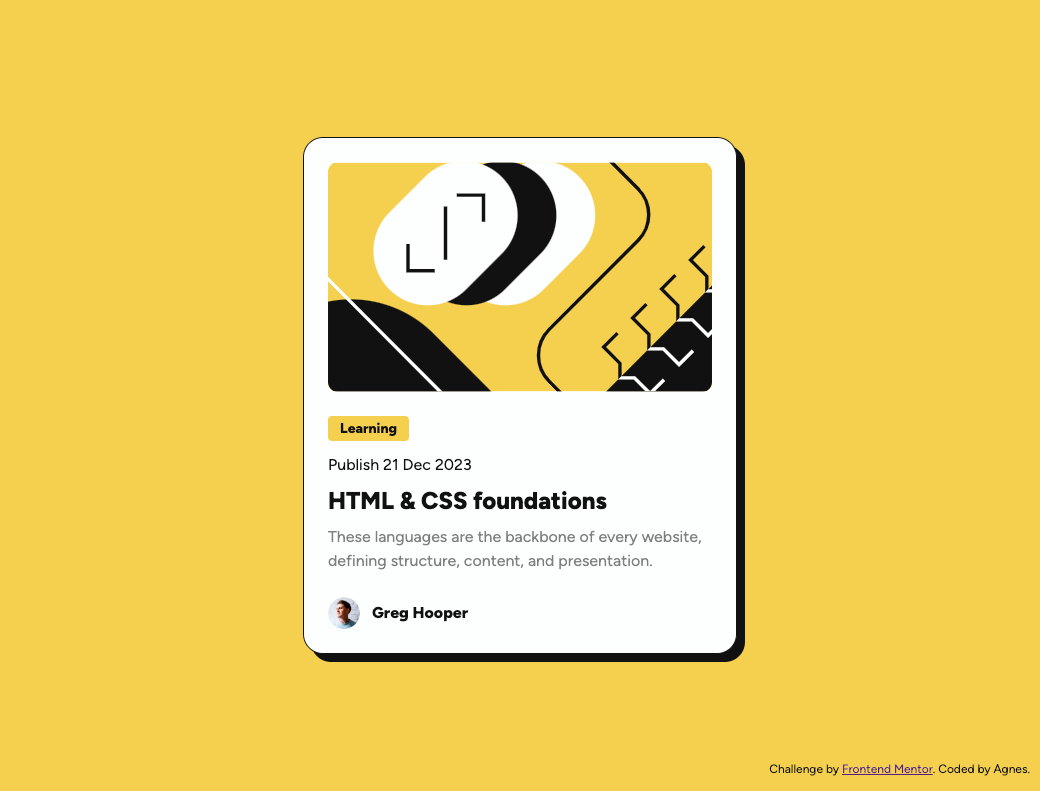 Learning
Publish 21 Dec 2023
HTML & CSS foundations
These languages are the backbone of every website,
defining structure, content, and presentation.
Greg Hooper
Challenge by Frontend Mentor. Coded by Agnes.